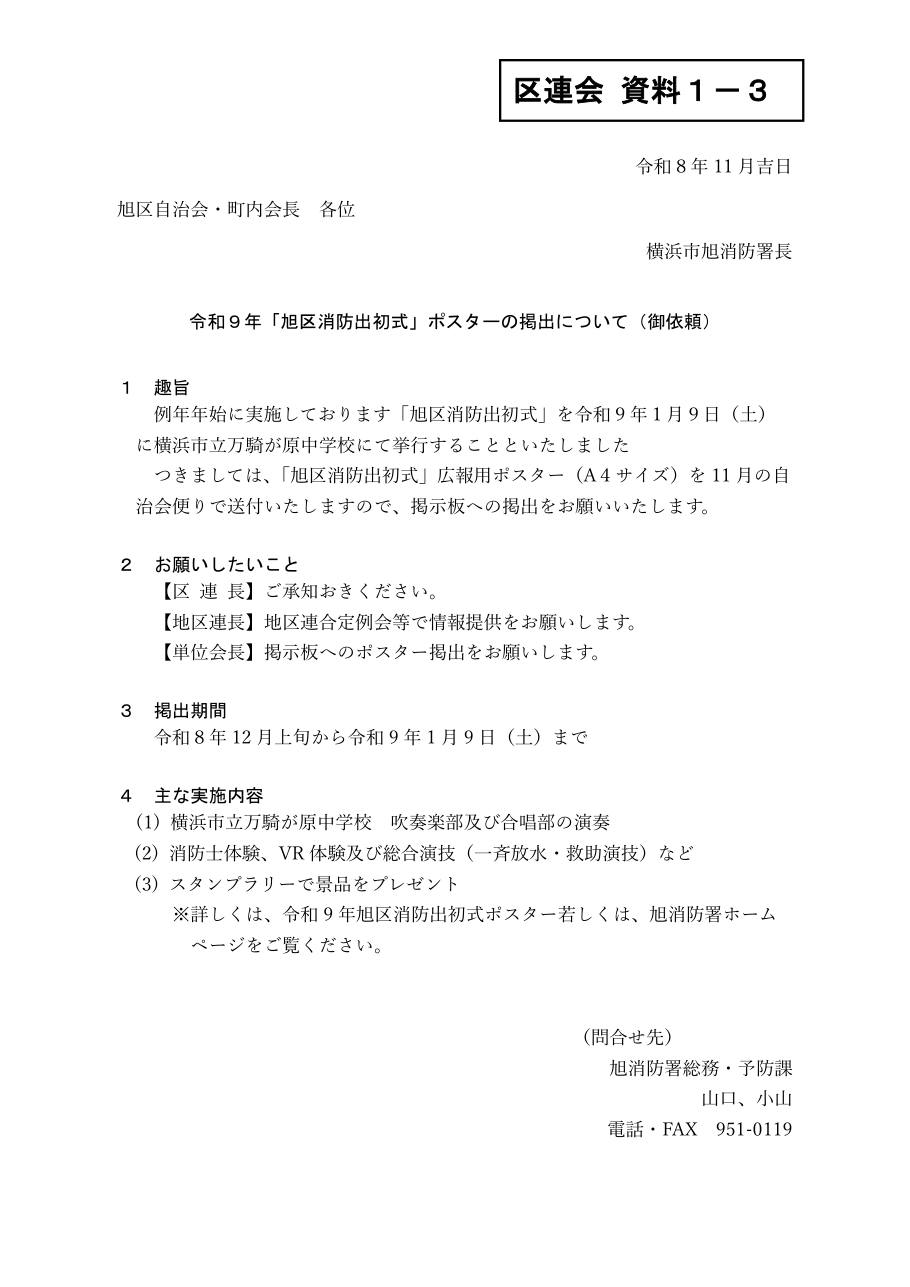 区連会 資料１－３
令和８年 11 月吉日
旭区自治会・町内会長　各位
横浜市旭消防署長
令和９年「旭区消防出初式」ポスターの掲出について（御依頼）
１　趣旨
例年年始に実施しております「旭区消防出初式」を令和９年１月９日（土）
に横浜市立万騎が原中学校にて挙行することといたしました
つきましては、「旭区消防出初式」広報用ポスター（A４サイズ）を 11 月の自
治会便りで送付いたしますので、掲示板への掲出をお願いいたします。
２　お願いしたいこと
【区 連 長】ご承知おきください。
【地区連長】地区連合定例会等で情報提供をお願いします。
【単位会長】掲示板へのポスター掲出をお願いします。
３　掲出期間
令和８年 12 月上旬から令和９年１月９日（土）まで
４　主な実施内容
(1) 横浜市立万騎が原中学校　吹奏楽部及び合唱部の演奏
(2) 消防士体験、VR 体験及び総合演技（一斉放水・救助演技）など
(3) スタンプラリーで景品をプレゼント
※詳しくは、令和９年旭区消防出初式ポスター若しくは、旭消防署ホーム
ページをご覧ください。
（問合せ先）
旭消防署総務・予防課
山口、小山
電話・FAX　951-0119